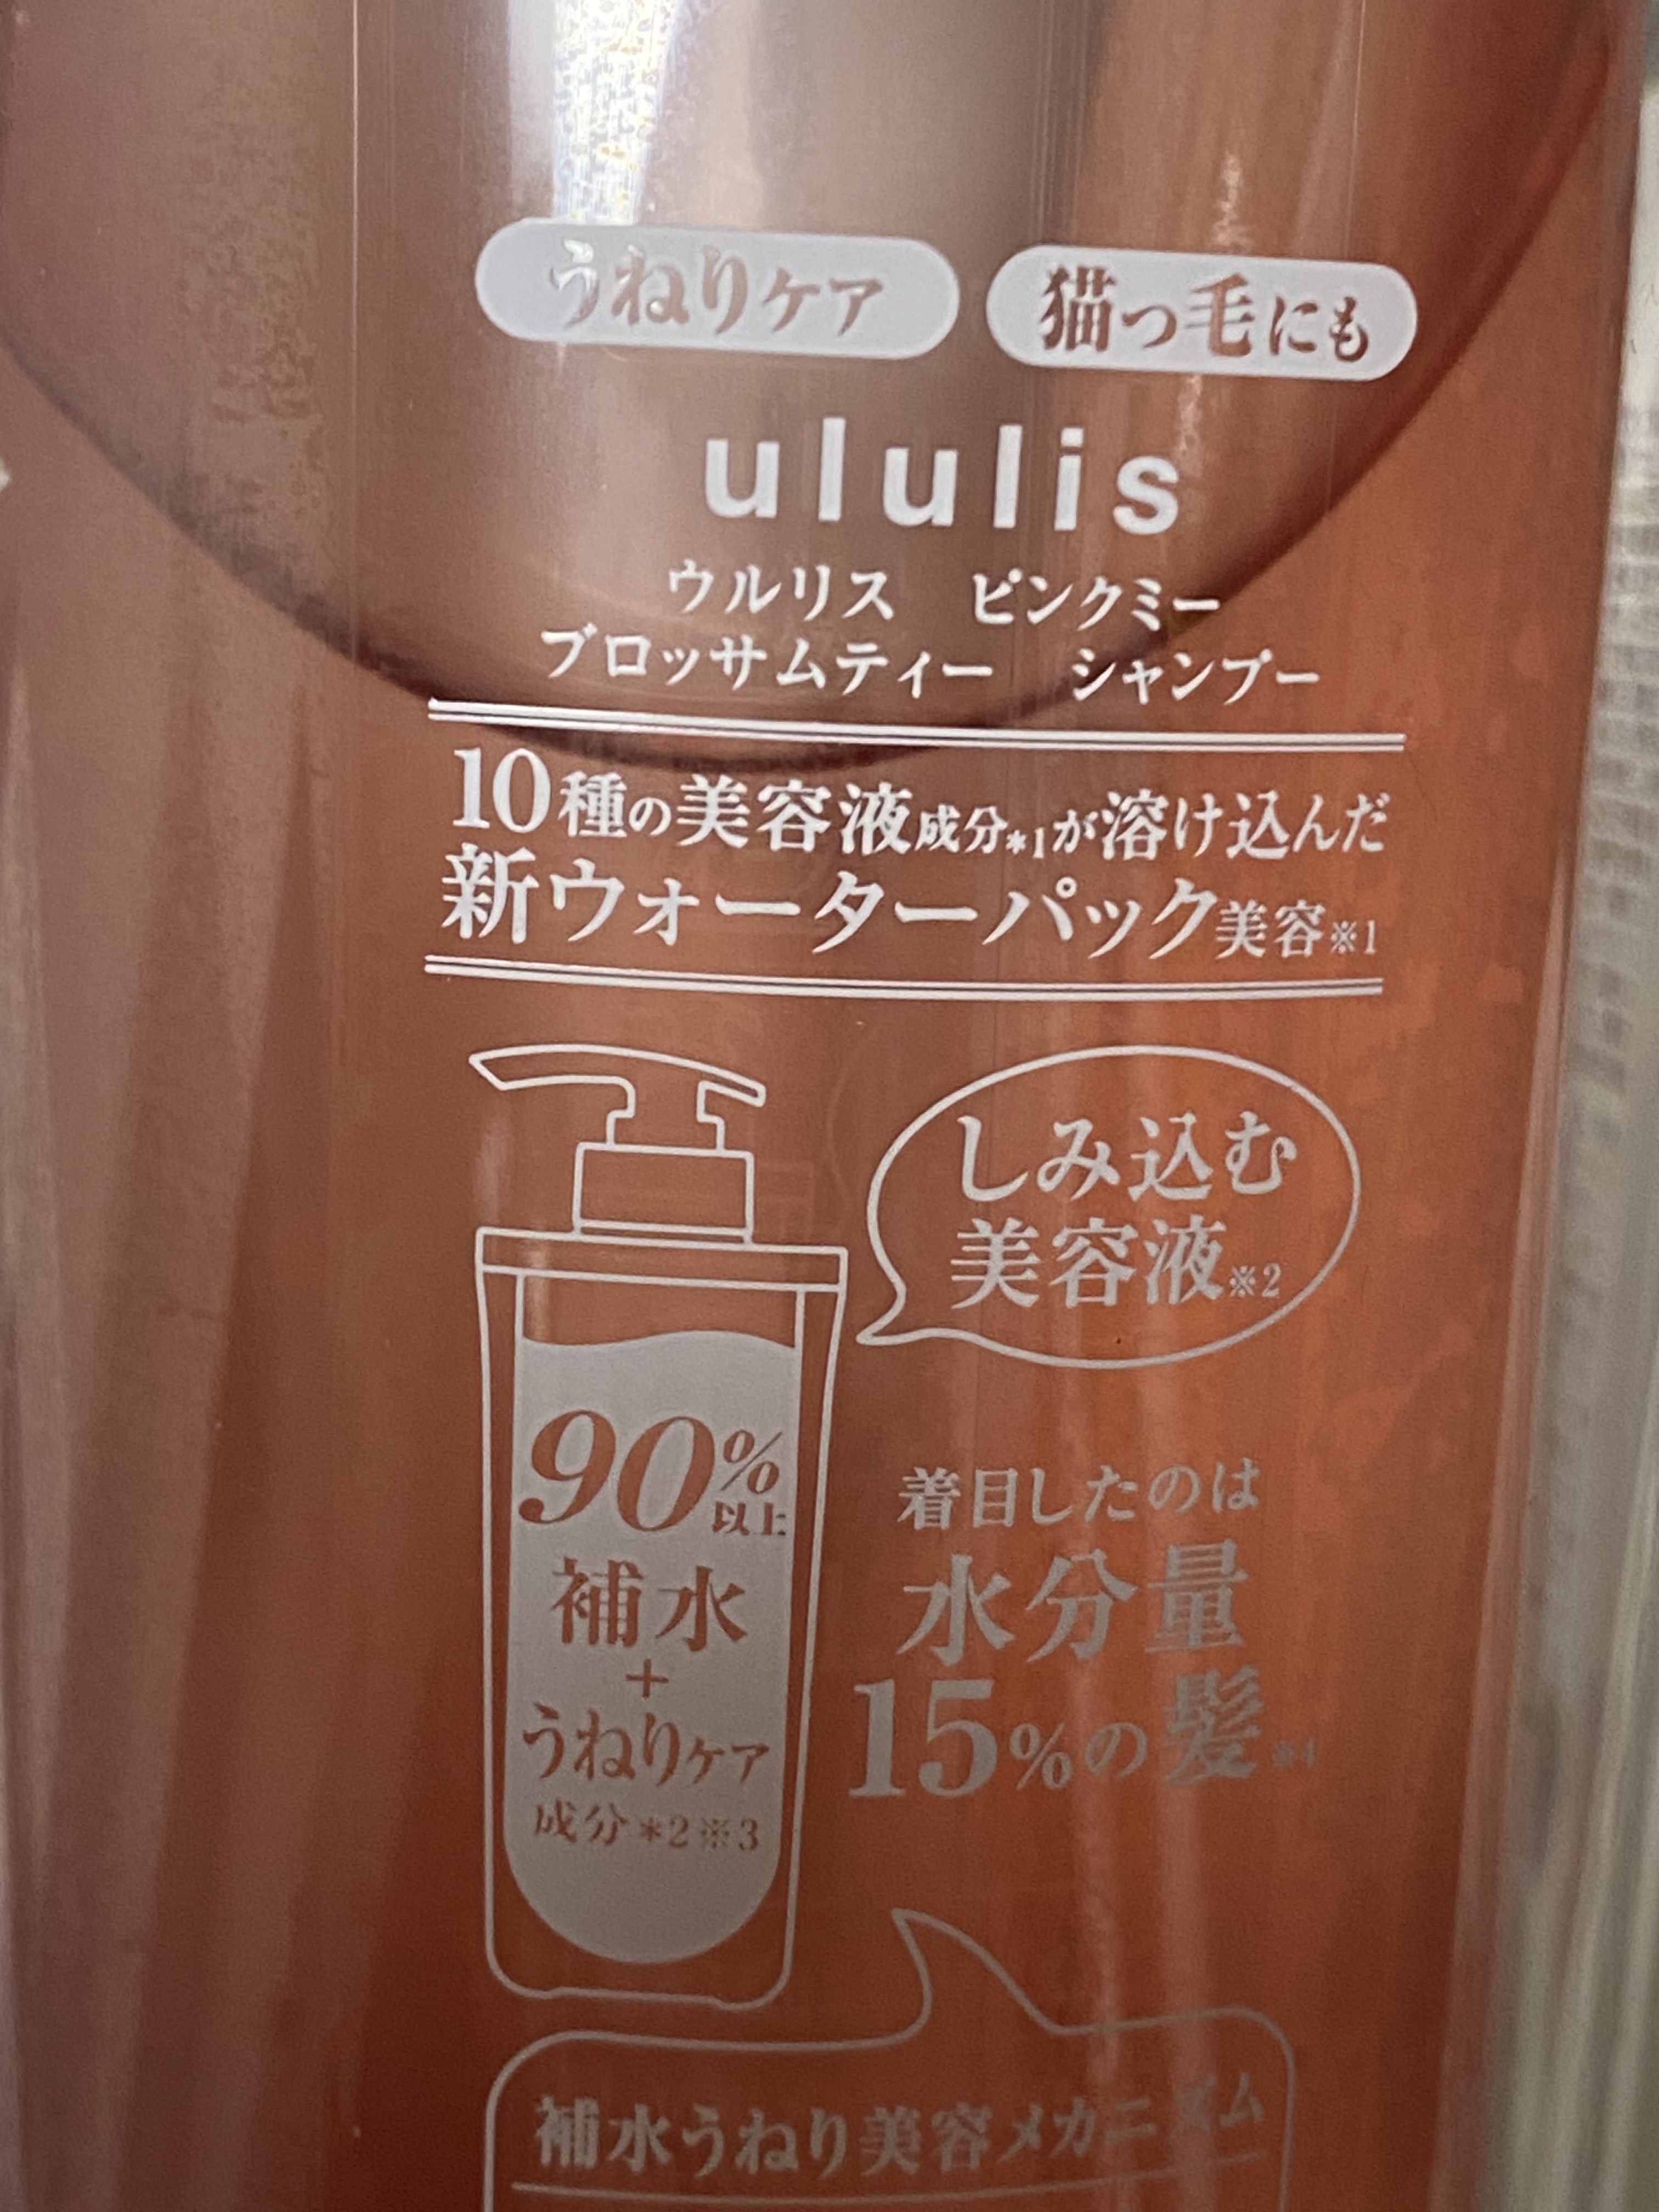 うねりケア
猫っ毛にも
ululis
ウルリス ピンクミー
ブロッサムティー シャンプー
10種の美容液成分*1が溶け込んだ
新ウォーターパック美容※1
しみ込む
美容液※2
90%以上
補水
+
うねりケア
成分*2※3
着目したのは
水分量
15%の髪※4
補水うねり美容メカニズム